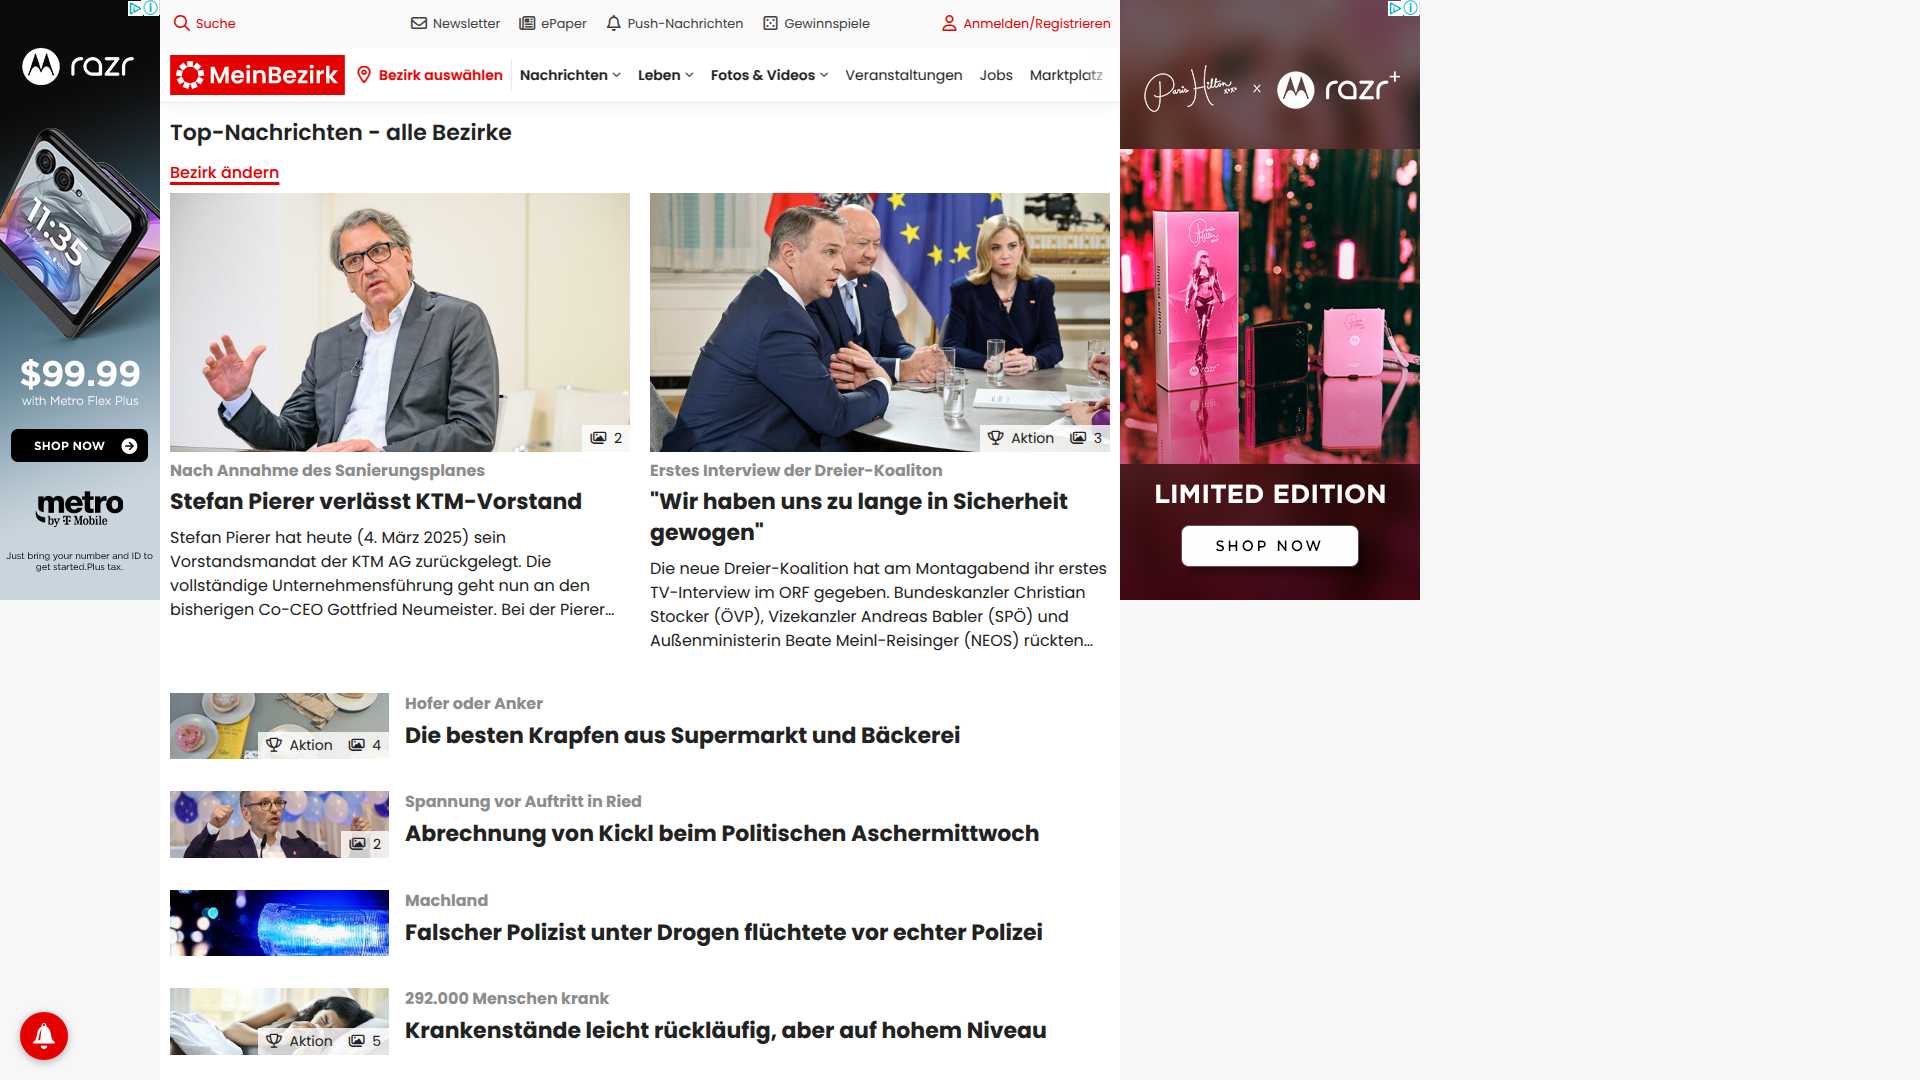 Suche
Newsletter
ePaper
Push-Nachrichten
Gewinnspiele
Anmelden/Registrieren
MeinBezirk
Bezirk auswählen
Nachrichten
Leben
Fotos & Videos
Veranstaltungen
Jobs
Marktplatz
razr
11:35
$99.99
with Metro Flex Plus
SHOP NOW
metro
by T Mobile
Just bring your number and ID to
get started.Plus tax.
Top-Nachrichten - alle Bezirke
Bezirk ändern
2
Nach Annahme des Sanierungsplanes
Stefan Pierer verlässt KTM-Vorstand
Stefan Pierer hat heute (4. März 2025) sein
Vorstandsmandat der KTM AG zurückgelegt. Die
vollständige Unternehmensführung geht nun an den
bisherigen Co-CEO Gottfried Neumeister. Bei der Pierer...
Aktion 3
Erstes Interview der Dreier-Koaliton
"Wir haben uns zu lange in Sicherheit
gewogen"
Die neue Dreier-Koalition hat am Montagabend ihr erstes
TV-Interview im ORF gegeben. Bundeskanzler Christian
Stocker (ÖVP), Vizekanzler Andreas Babler (SPÖ) und
Außenministerin Beate Meinl-Reisinger (NEOS) rückten...
Aktion 4
Hofer oder Anker
Die besten Krapfen aus Supermarkt und Bäckerei
2
Spannung vor Auftritt in Ried
Abrechnung von Kickl beim Politischen Aschermittwoch
Machland
Falscher Polizist unter Drogen flüchtete vor echter Polizei
Aktion 5
292.000 Menschen krank
Krankenstände leicht rückläufig, aber auf hohem Niveau
Paris Hilton x razr+
LIMITED EDITION
SHOP NOW